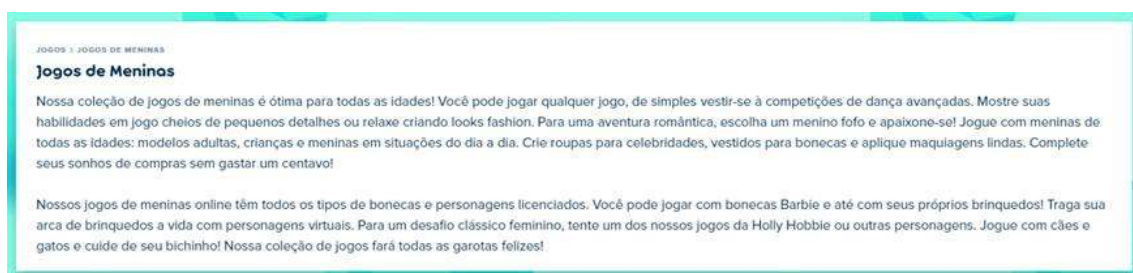 JOGOS > JOGOS DE MENINAS
Jogos de Meninas
Nossa coleção de jogos de meninas é ótima para todas as idades! Você pode jogar qualquer jogo, de simples vestir-se à competições de dança avançadas. Mostre suas
habilidades em jogo cheios de pequenos detalhes ou relaxe criando looks fashion. Para uma aventura romântica, escolha um menino fofo e apaixone-se! Jogue com meninas de
todas as idades: modelos adultas, crianças e meninas em situações do dia a dia. Crie roupas para celebridades, vestidos para bonecas e aplique maquiagens lindas. Complete
seus sonhos de compras sem gastar um centavo!
Nossos jogos de meninas online têm todos os tipos de bonecas e personagens licenciados. Você pode jogar com bonecas Barbie e até com seus próprios brinquedos! Traga sua
arca de brinquedos a vida com personagens virtuais. Para um desafio clássico feminino, tente um dos nossos jogos da Holly Hobbie ou outras personagens. Jogue com cães e
gatos e cuide de seu bichinho! Nossa coleção de jogos fará todas as garotas felizes!